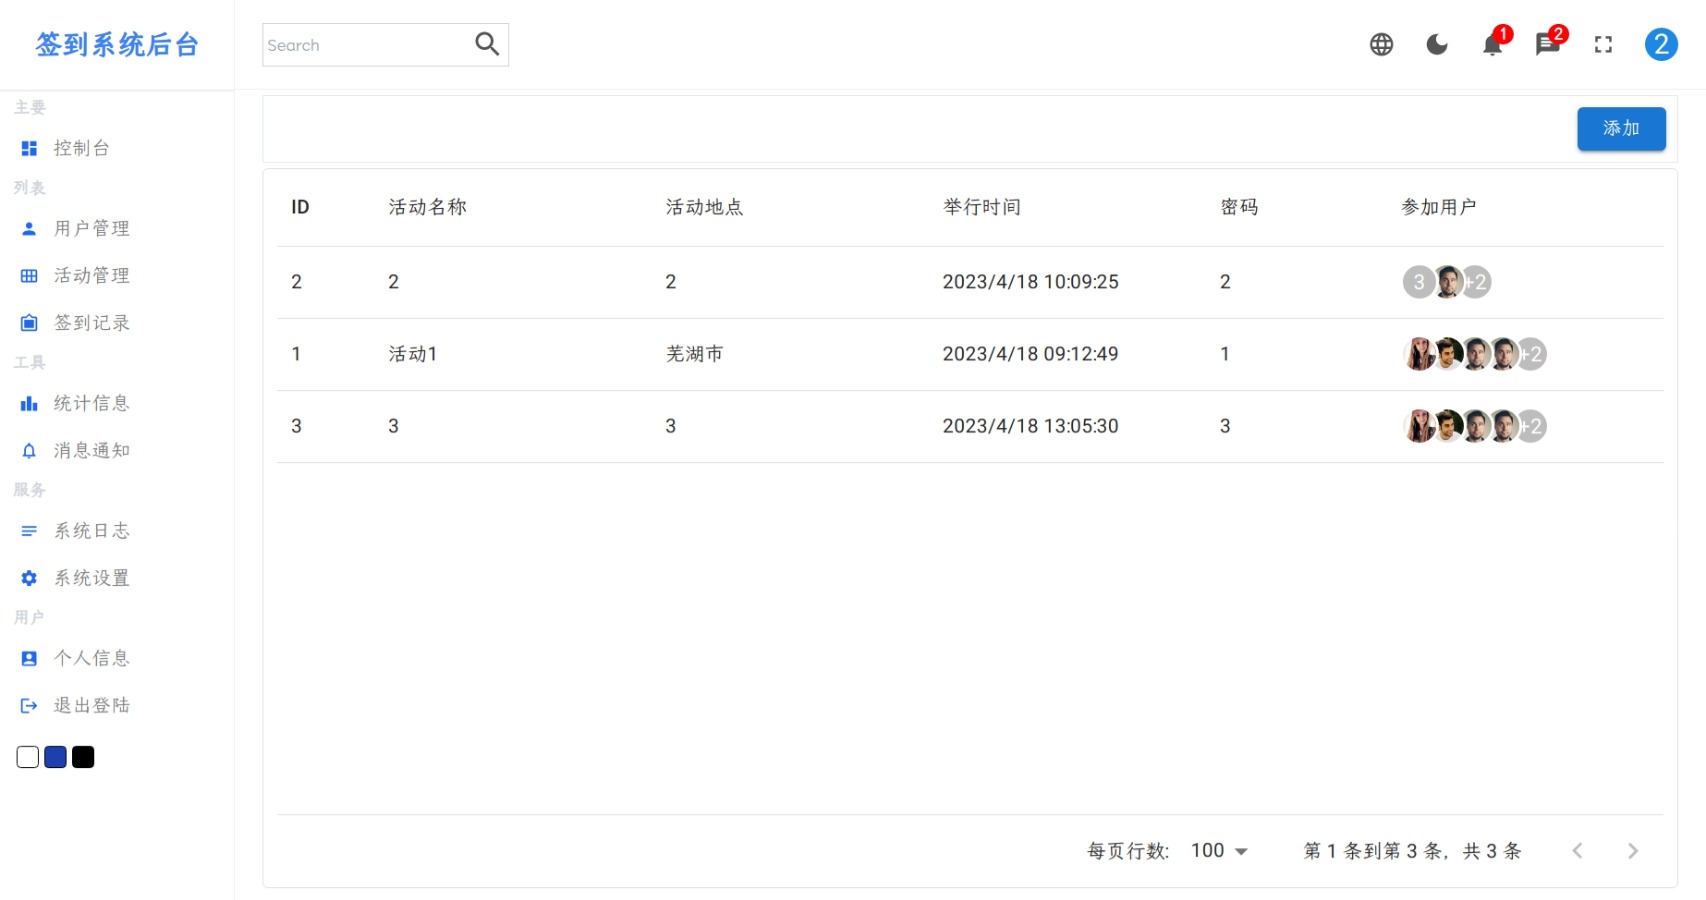 签到系统后台
Search
1
2
2
主要
控制台
列表
用户管理
活动管理
签到记录
工具
统计信息
消息通知
服务
系统日志
系统设置
用户
个人信息
退出登陆
添加
ID 活动名称 活动地点 举行时间 密码 参加用户
2 2 2 2023/4/18 10:09:25 2 3 +2
1 活动1 芜湖市 2023/4/18 09:12:49 1 +2
3 3 3 2023/4/18 13:05:30 3 +2
每页行数: 100 第 1 条到第 3 条，共 3 条